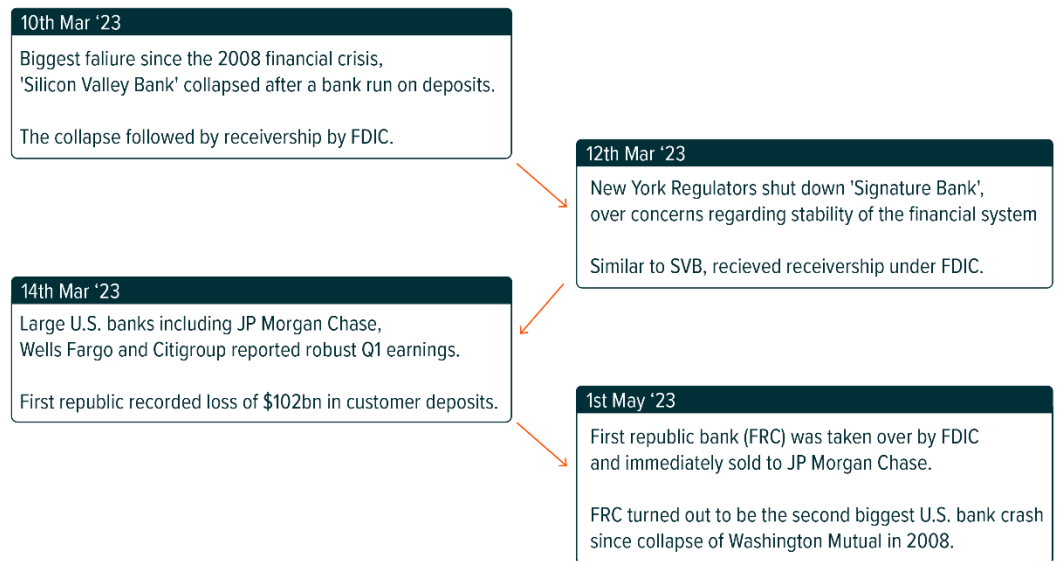 10th Mar ‘23
Biggest faliure since the 2008 financial crisis,
'Silicon Valley Bank' collapsed after a bank run on deposits.
The collapse followed by receivership by FDIC.
12th Mar ‘23
New York Regulators shut down 'Signature Bank',
over concerns regarding stability of the financial system
Similar to SVB, recieved receivership under FDIC.
14th Mar ‘23
Large U.S. banks including JP Morgan Chase,
Wells Fargo and Citigroup reported robust Q1 earnings.
First republic recorded loss of $102bn in customer deposits.
1st May ‘23
First republic bank (FRC) was taken over by FDIC
and immediately sold to JP Morgan Chase.
FRC turned out to be the second biggest U.S. bank crash
since collapse of Washington Mutual in 2008.